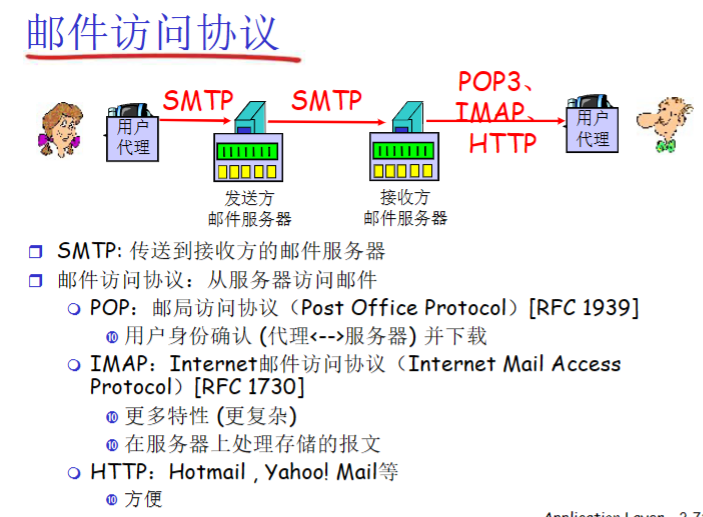 邮件访问协议
SMTP
SMTP
POP3、
IMAP、
HTTP
用户
代理
用户
代理
发送方
邮件服务器
接收方
邮件服务器
SMTP: 传送到接收方的邮件服务器
邮件访问协议：从服务器访问邮件
POP：邮局访问协议（Post Office Protocol）[RFC 1939]
用户身份确认 (代理<-->服务器) 并下载
IMAP：Internet邮件访问协议（Internet Mail Access
Protocol）[RFC 1730]
更多特性 (更复杂)
在服务器上处理存储的报文
HTTP：Hotmail , Yahoo! Mail等
方便
Application Layer